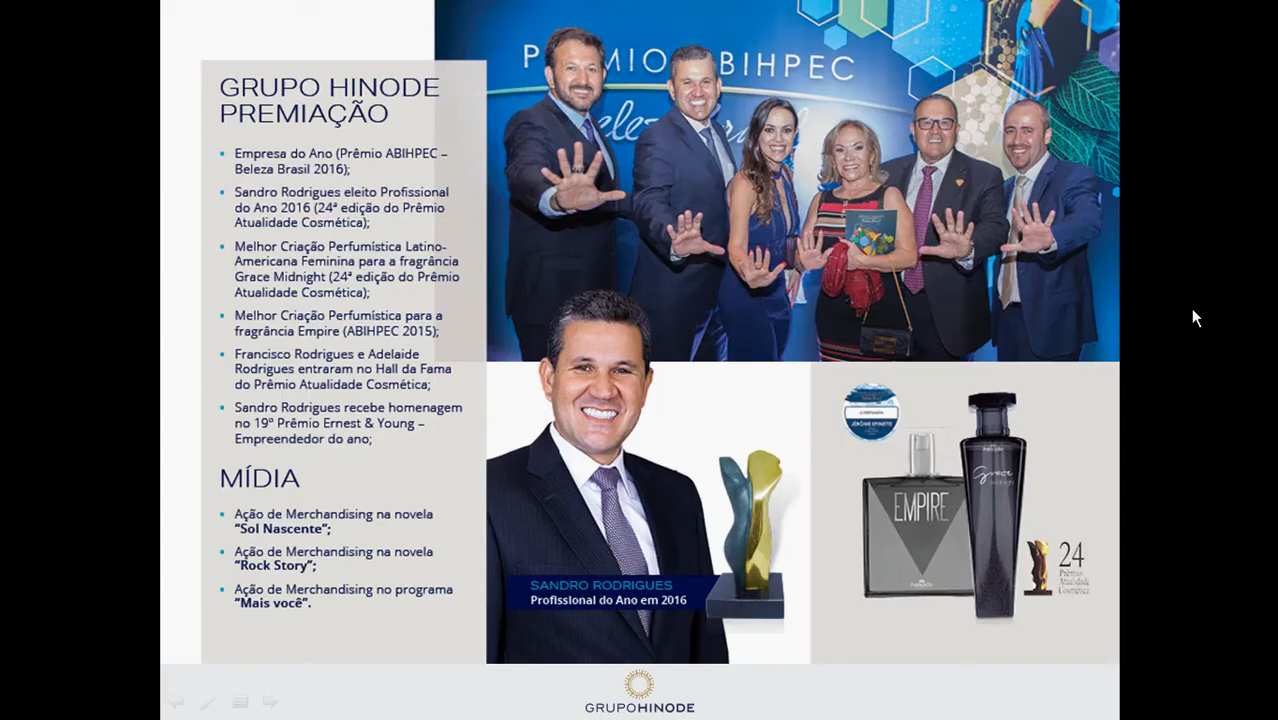 GRUPO HINODE
PREMIAÇÃO
• Empresa do Ano (Prêmio ABIHPEC –
Beleza Brasil 2016);
• Sandro Rodrigues eleito Profissional
do Ano 2016 (24ª edição do Prêmio
Atualidade Cosmética);
• Melhor Criação Perfumística Latino-
Americana Feminina para a fragrância
Grace Midnight (24ª edição do Prêmio
Atualidade Cosmética);
• Melhor Criação Perfumística para a
fragrância Empire (ABIHPEC 2015);
• Francisco Rodrigues e Adelaide
Rodrigues entraram no Hall da Fama
do Prêmio Atualidade Cosmética;
• Sandro Rodrigues recebe homenagem
no 19º Prêmio Ernest & Young –
Empreendedor do ano;
MÍDIA
• Ação de Merchandising na novela
“Sol Nascente”;
• Ação de Merchandising na novela
“Rock Story”;
• Ação de Merchandising no programa
“Mais você”.
SANDRO RODRIGUES
Profissional do Ano em 2016
EMPIRE
Hinode
Grace
midnight
24
Prêmios
Atualidade
Cosmética
GRUPOHINODE